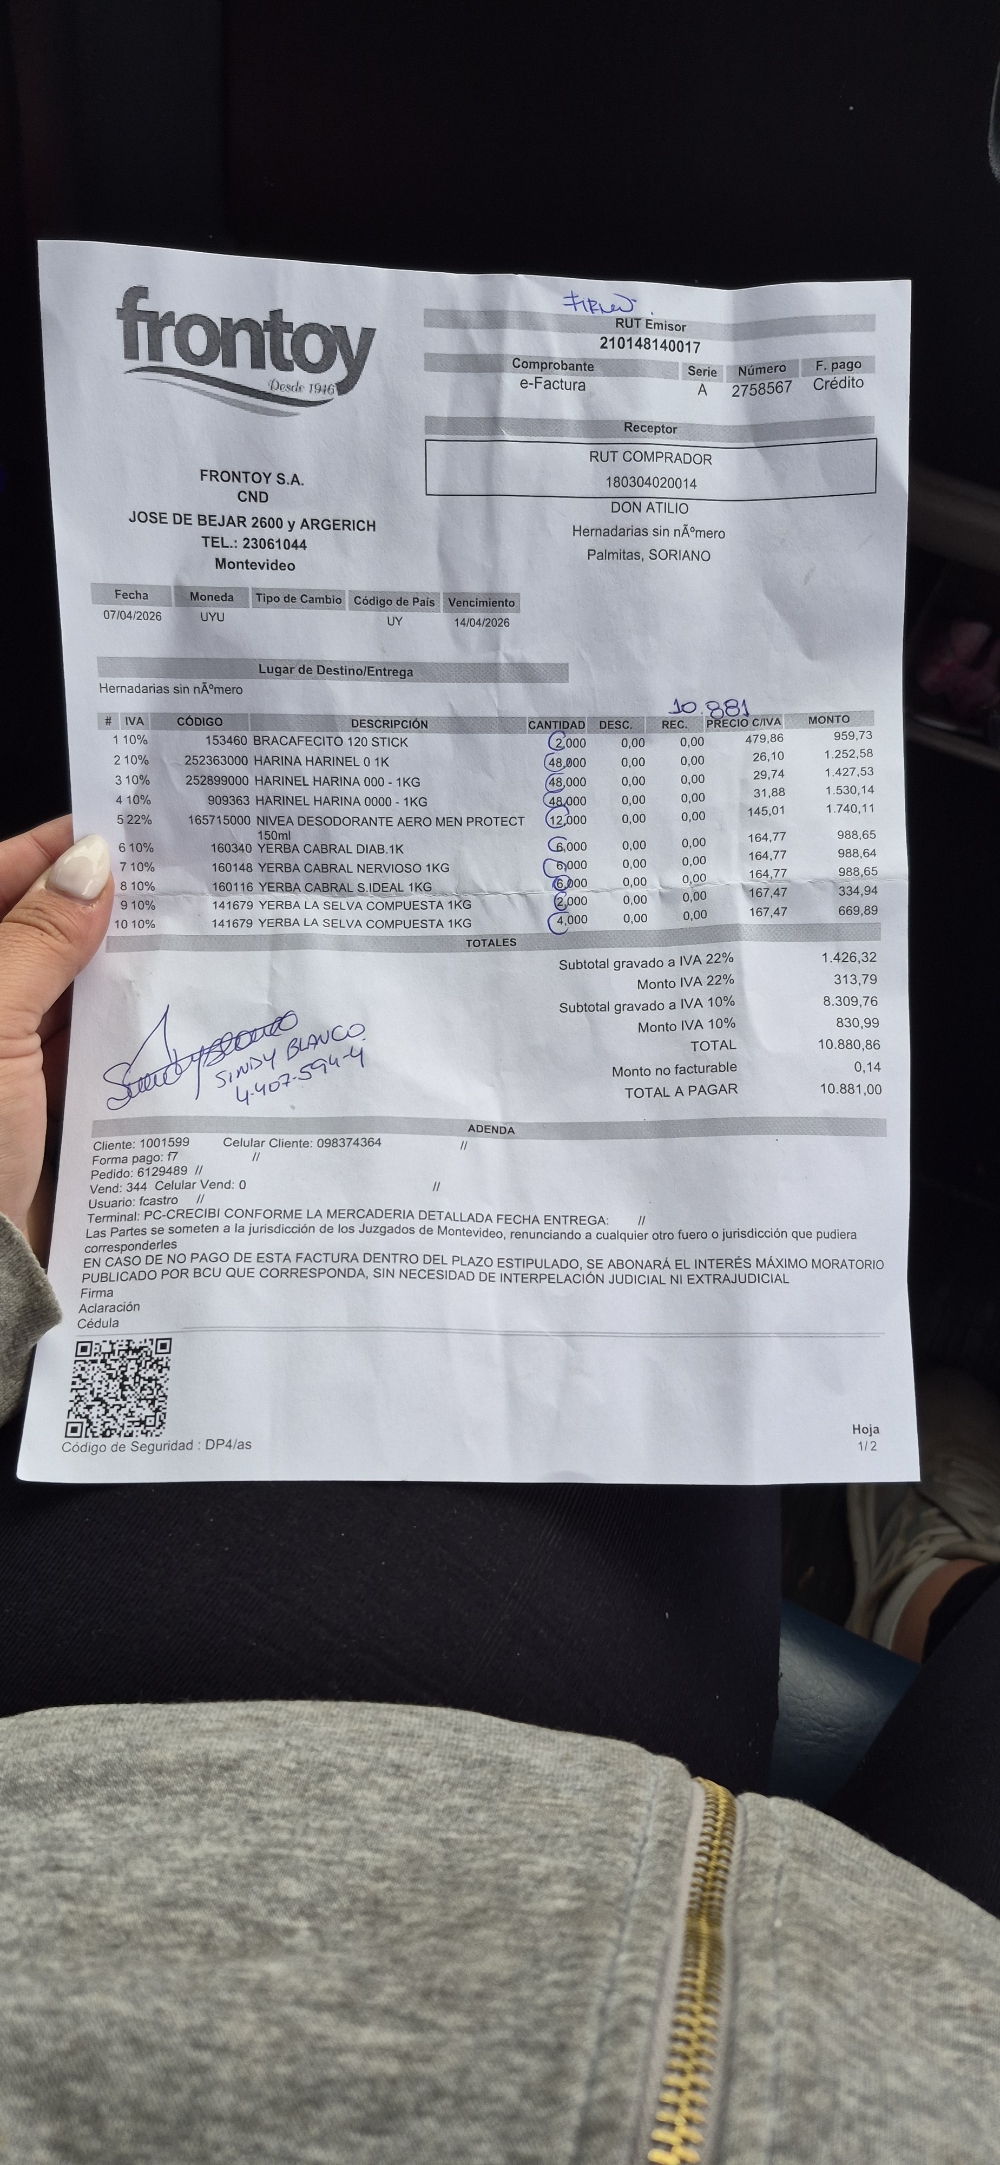 Firma.
frontoy
Desde 1946
RUT Emisor
210148140017
Comprobante Serie Número F. pago
e-Factura A 2758567 Crédito
Receptor
RUT COMPRADOR
180304020014
DON ATILIO
Hernadarias sin nÃºmero
Palmitas, SORIANO
FRONTOY S.A.
CND
JOSE DE BEJAR 2600 y ARGERICH
TEL.: 23061044
Montevideo
Fecha Moneda Tipo de Cambio Código de País Vencimiento
07/04/2026 UYU UY 14/04/2026
Lugar de Destino/Entrega
Hernadarias sin nÃºmero
10.881
# IVA CÓDIGO DESCRIPCIÓN CANTIDAD DESC. REC. PRECIO C/IVA MONTO
1 10% 153460 BRACAFECITO 120 STICK 2,000 0,00 0,00 479,86 959,73
2 10% 252363000 HARINA HARINEL 0 1K 48,000 0,00 0,00 26,10 1.252,58
3 10% 252899000 HARINEL HARINA 000 - 1KG 48,000 0,00 0,00 29,74 1.427,53
4 10% 909363 HARINEL HARINA 0000 - 1KG 48,000 0,00 0,00 31,88 1.530,14
5 22% 165715000 NIVEA DESODORANTE AERO MEN PROTECT 12,000 0,00 0,00 145,01 1.740,11
150ml
6 10% 160340 YERBA CABRAL DIAB.1K 6,000 0,00 0,00 164,77 988,65
7 10% 160148 YERBA CABRAL NERVIOSO 1KG 6,000 0,00 0,00 164,77 988,64
8 10% 160116 YERBA CABRAL S.IDEAL 1KG 6,000 0,00 0,00 164,77 988,65
9 10% 141679 YERBA LA SELVA COMPUESTA 1KG 2,000 0,00 0,00 167,47 334,94
10 10% 141679 YERBA LA SELVA COMPUESTA 1KG 4,000 0,00 0,00 167,47 669,89
TOTALES
Subtotal gravado a IVA 22% 1.426,32
Monto IVA 22% 313,79
Subtotal gravado a IVA 10% 8.309,76
Monto IVA 10% 830,99
TOTAL 10.880,86
Monto no facturable 0,14
TOTAL A PAGAR 10.881,00
SINDY BLANCO
4.407.594-4
ADENDA
Cliente: 1001599 Celular Cliente: 098374364 //
Forma pago: f7 //
Pedido: 6129489 //
Vend: 344 Celular Vend: 0 //
Usuario: fcastro //
Terminal: PC-CRECIBI CONFORME LA MERCADERIA DETALLADA FECHA ENTREGA: //
Las Partes se someten a la jurisdicción de los Juzgados de Montevideo, renunciando a cualquier otro fuero o jurisdicción que pudiera
corresponderles
EN CASO DE NO PAGO DE ESTA FACTURA DENTRO DEL PLAZO ESTIPULADO, SE ABONARÁ EL INTERÉS MÁXIMO MORATORIO
PUBLICADO POR BCU QUE CORRESPONDA, SIN NECESIDAD DE INTERPELACIÓN JUDICIAL NI EXTRAJUDICIAL
Firma
Aclaración
Cédula
Código de Seguridad : DP4/as
Hoja
1/ 2